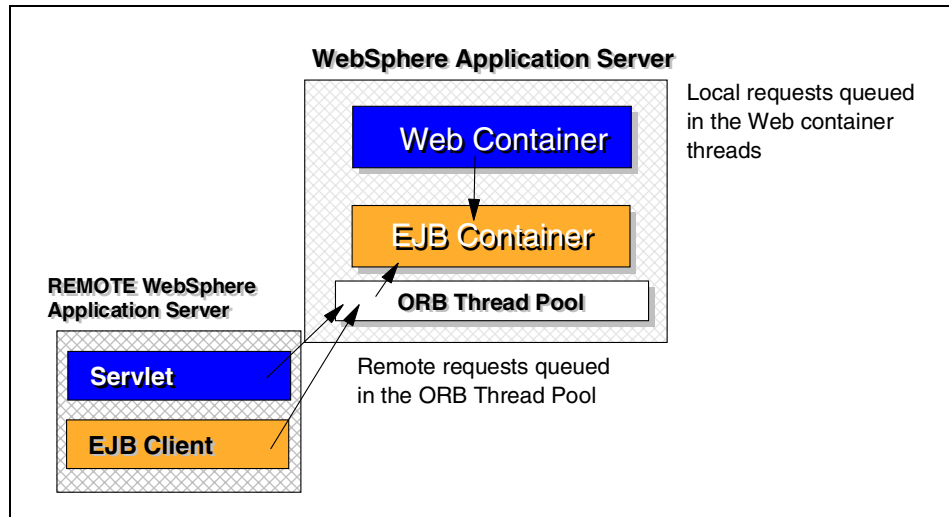 WebSphere Application Server
Local requests queued
in the Web container
threads
Web Container
EJB Container
ORB Thread Pool
REMOTE WebSphere
Application Server
Servlet
EJB Client
Remote requests queued
in the ORB Thread Pool